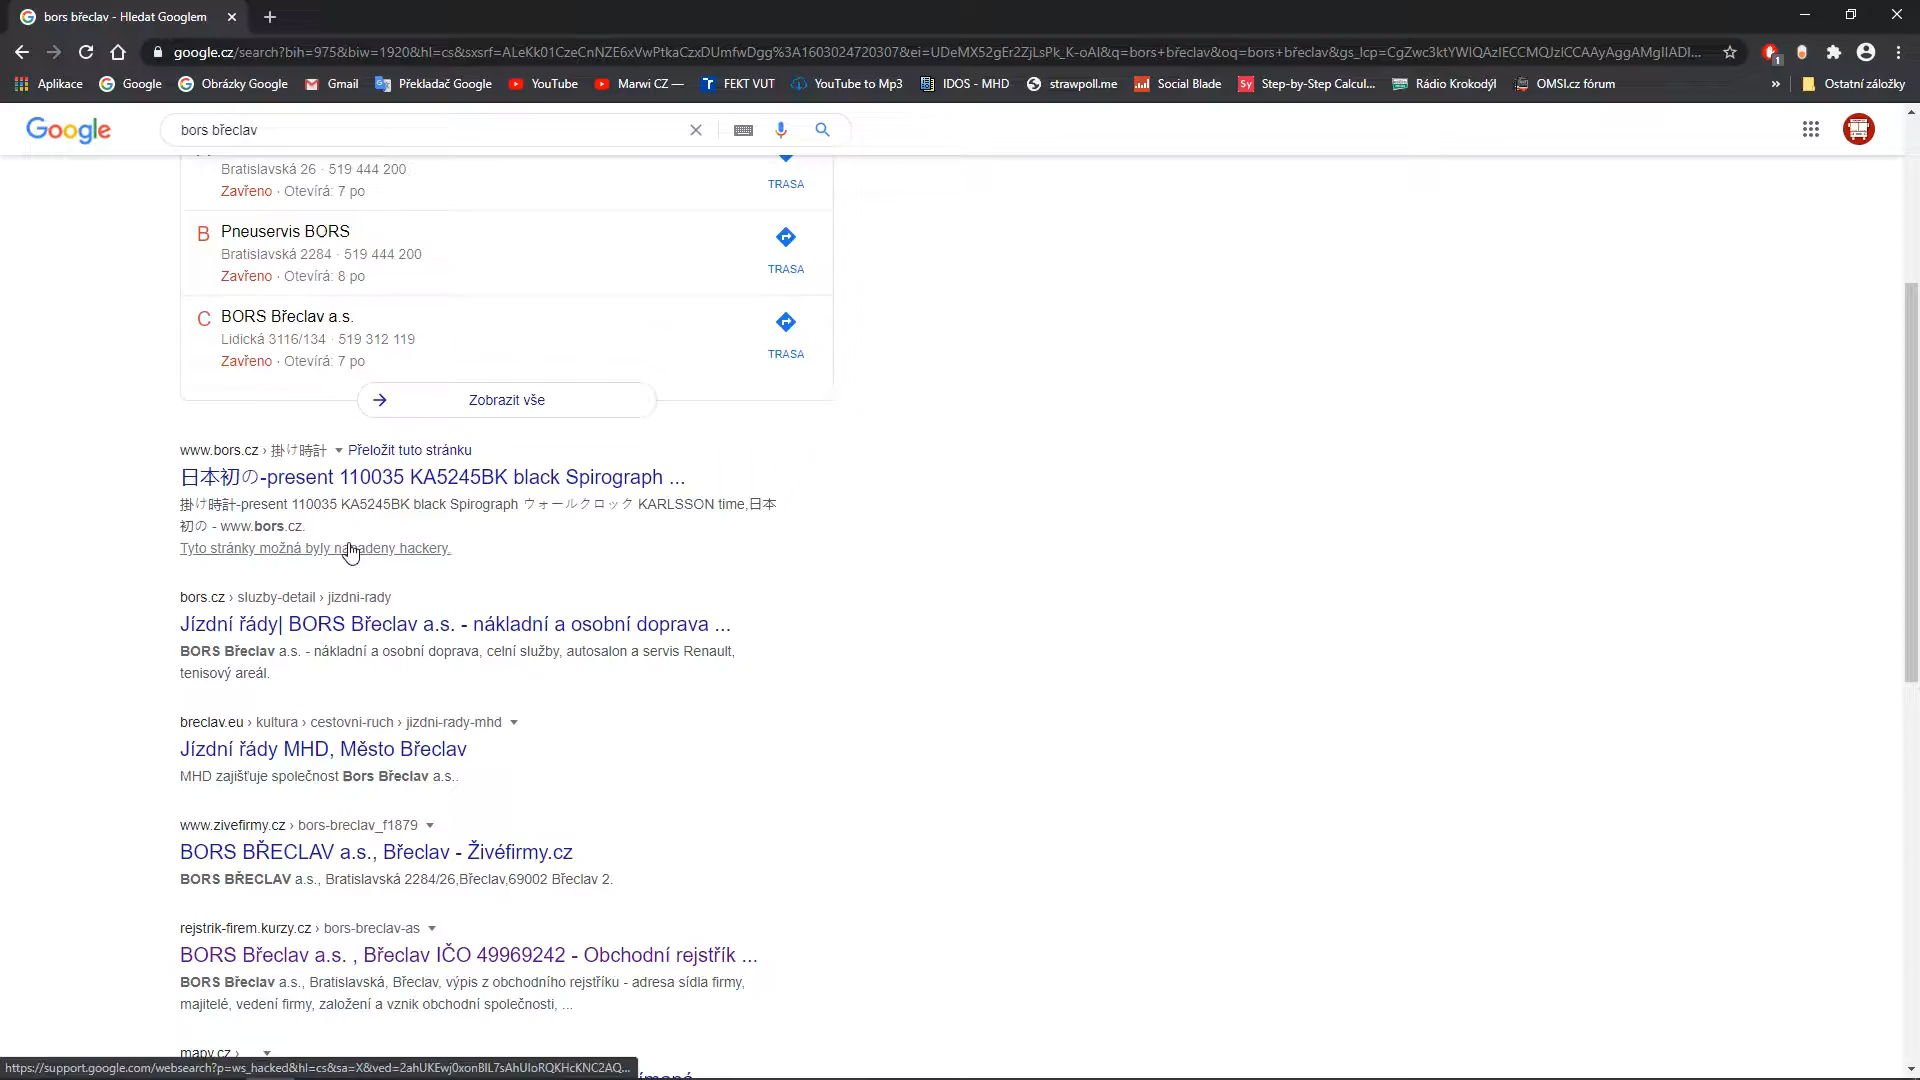 bors břeclav - Hledat Googlem
google.cz/search?bih=975&biw=1920&hl=cs&sxsrf=ALeKk01CzeCnNZE6xVwPtkaCzxDUmfwDgg%3A1603024720307&ei=UDeMX52gEr2ZjLsPk_K-oAI&q=bors+břeclav&oq=bors+břeclav&gs_lcp=CgZwc3ktYWIQAzIECCMQJzICCAAyAggAMgIIADI...
Aplikace Google Obrázky Google Gmail Překladač Google YouTube Marwi CZ — FEKT VUT YouTube to Mp3 IDOS - MHD strawpoll.me Social Blade Step-by-Step Calcul... Rádio Krokodýl OMSI.cz fórum » Ostatní záložky
Google bors břeclav
Bratislavská 26 · 519 444 200
Zavřeno · Otevírá: 7 po
TRASA
B Pneuservis BORS
Bratislavská 2284 · 519 444 200
Zavřeno · Otevírá: 8 po
TRASA
C BORS Břeclav a.s.
Lidická 3116/134 · 519 312 119
Zavřeno · Otevírá: 7 po
TRASA
Zobrazit vše
www.bors.cz › 掛け時計 Přeložit tuto stránku
日本初の-present 110035 KA5245BK black Spirograph ...
掛け時計-present 110035 KA5245BK black Spirograph ウォールクロック KARLSSON time,日本
初の - www.bors.cz.
Tyto stránky možná byly napadeny hackery.
bors.cz › sluzby-detail › jizdni-rady
Jízdní řády| BORS Břeclav a.s. - nákladní a osobní doprava ...
BORS Břeclav a.s. - nákladní a osobní doprava, celní služby, autosalon a servis Renault,
tenisový areál.
breclav.eu › kultura › cestovni-ruch › jizdni-rady-mhd
Jízdní řády MHD, Město Břeclav
MHD zajišťuje společnost Bors Břeclav a.s..
www.zivefirmy.cz › bors-breclav_f1879
BORS BŘECLAV a.s., Břeclav - Živéfirmy.cz
BORS BŘECLAV a.s., Bratislavská 2284/26,Břeclav,69002 Břeclav 2.
rejstrik-firem.kurzy.cz › bors-breclav-as
BORS Břeclav a.s. , Břeclav IČO 49969242 - Obchodní rejstřík ...
BORS Břeclav a.s., Bratislavská, Břeclav, výpis z obchodního rejstříku - adresa sídla firmy,
majitelé, vedení firmy, založení a vznik obchodní společnosti, ...
mapy.cz ›
https://support.google.com/websearch?p=ws_hacked&hl=cs&sa=X&ved=2ahUKEwj0xonBlL7sAhUIoRQKHcKNC2AQ...